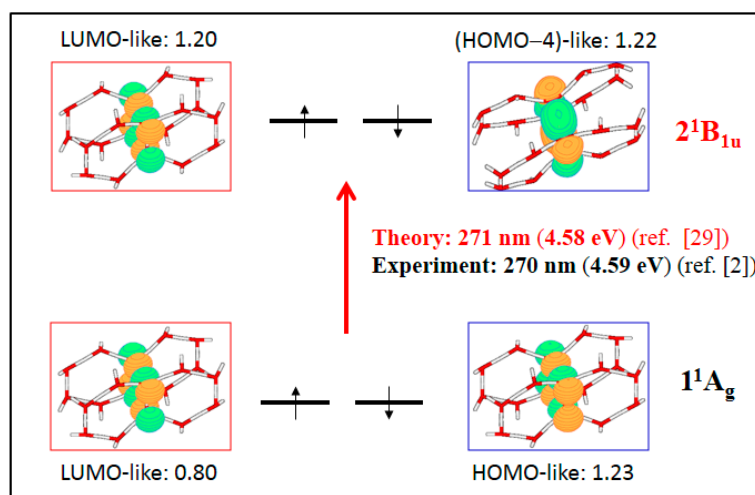 LUMO-like: 1.20
(HOMO–4)-like: 1.22
2¹B₁ᵤ
Theory: 271 nm (4.58 eV) (ref. [29])
Experiment: 270 nm (4.59 eV) (ref. [2])
1¹A_g
LUMO-like: 0.80
HOMO-like: 1.23